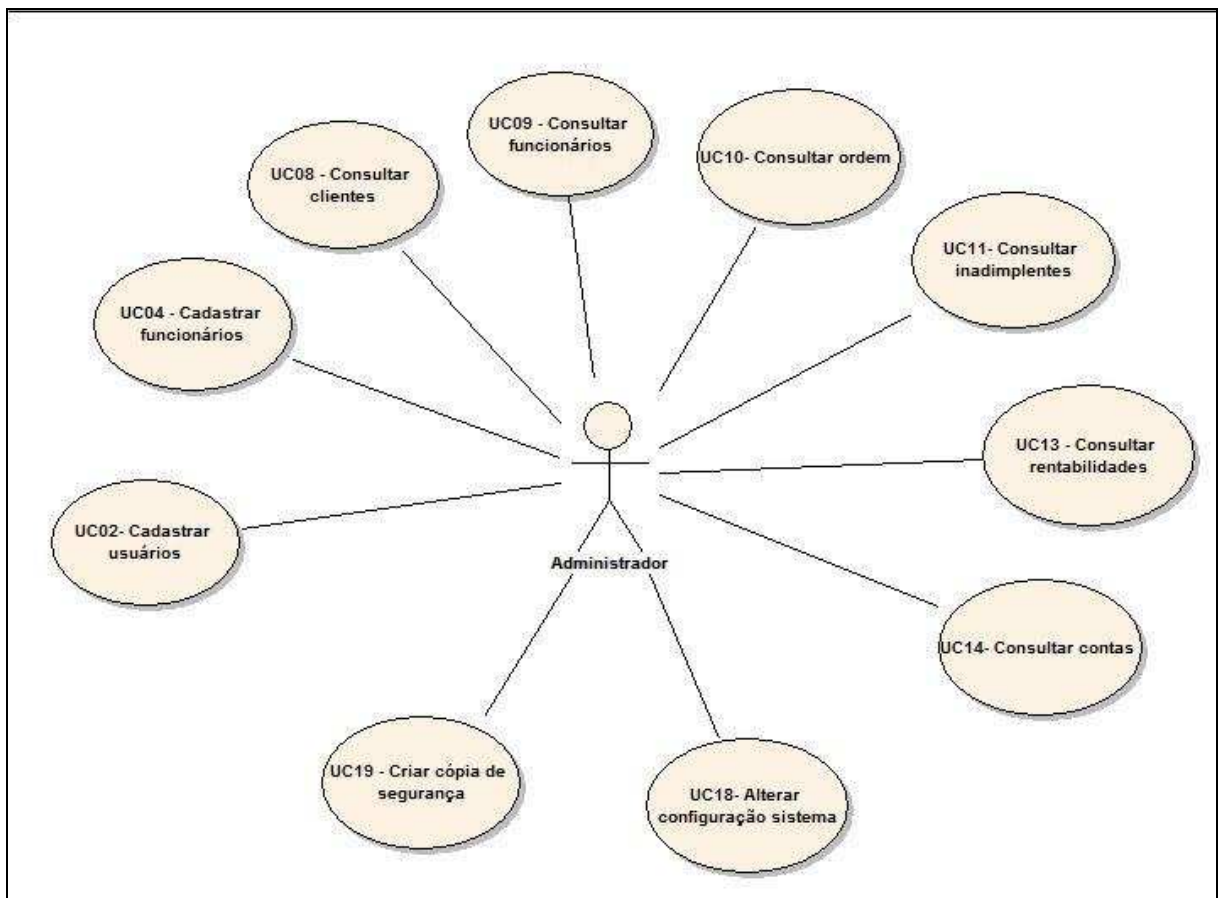 UC09 - Consultar
funcionários
UC10- Consultar ordem
UC08 - Consultar
clientes
UC11- Consultar
inadimplentes
UC04 - Cadastrar
funcionários
UC13 - Consultar
rentabilidades
UC02- Cadastrar
usuários
Administrador
UC14- Consultar contas
UC19 - Criar cópia de
segurança
UC18- Alterar
configuração sistema